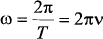 ω = 2π/T = 2πν